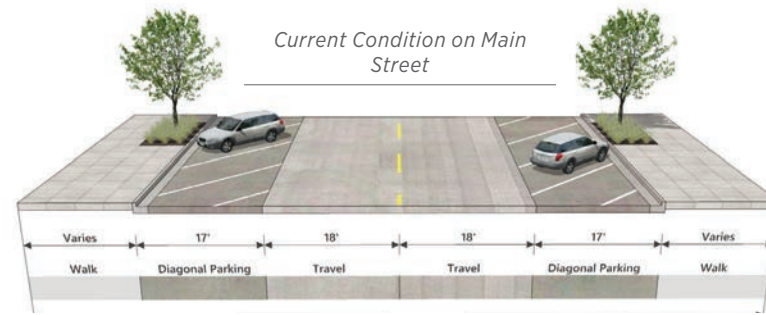 Current Condition on Main
Street
Varies 17' 18' 18' 17' Varies
Walk Diagonal Parking Travel Travel Diagonal Parking Walk